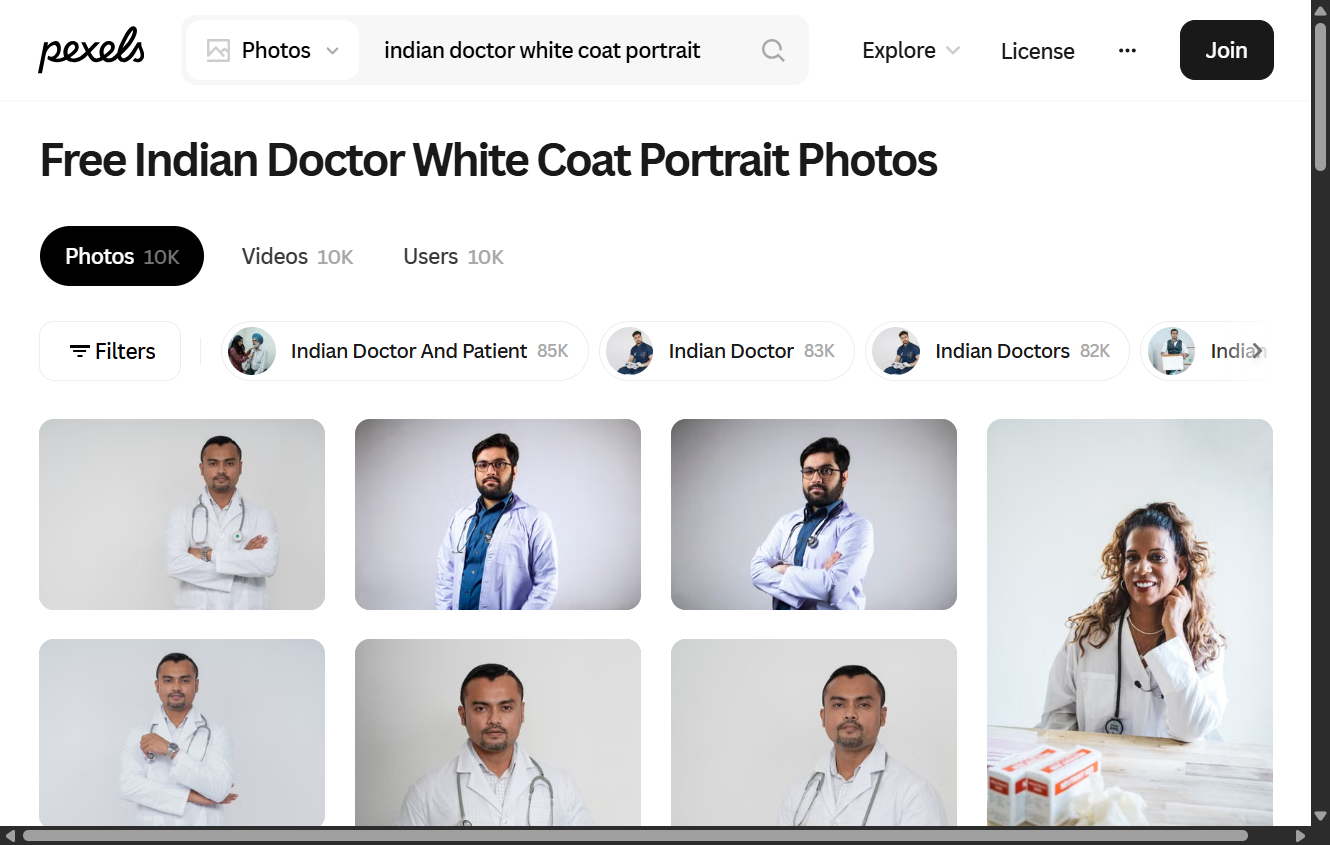 pexels
Photos
indian doctor white coat portrait
Explore
License
Join
Free Indian Doctor White Coat Portrait Photos
Photos 10K
Videos 10K
Users 10K
Filters
Indian Doctor And Patient 85K
Indian Doctor 83K
Indian Doctors 82K
Indian